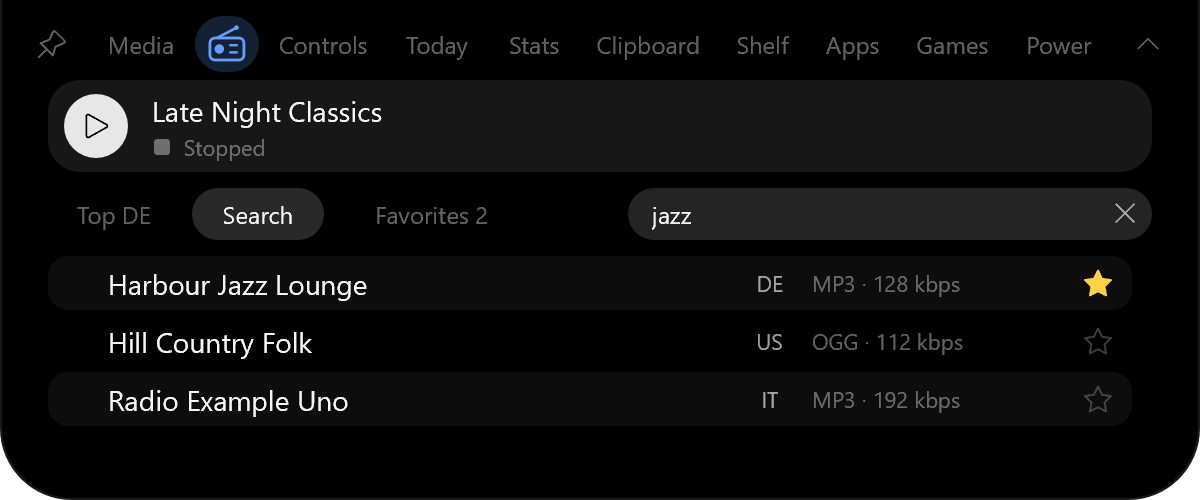 Media Controls Today Stats Clipboard Shelf Apps Games Power
Late Night Classics
Stopped
Top DE Search Favorites 2 jazz
Harbour Jazz Lounge DE MP3 · 128 kbps
Hill Country Folk US OGG · 112 kbps
Radio Example Uno IT MP3 · 192 kbps